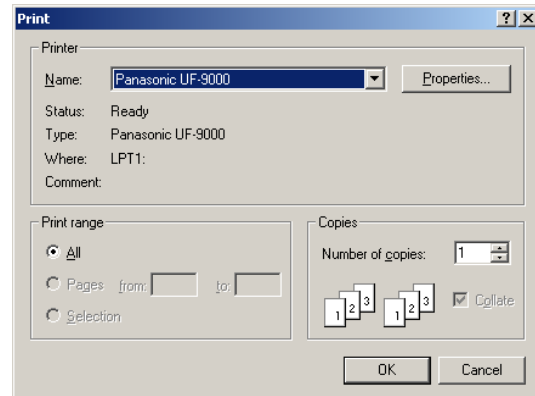 Print
Printer
Name: Panasonic UF-9000 Properties...
Status: Ready
Type: Panasonic UF-9000
Where: LPT1:
Comment:
Print range
All
Pages from: to:
Selection
Copies
Number of copies: 1
1 2 3 1 2 3 Collate
OK Cancel